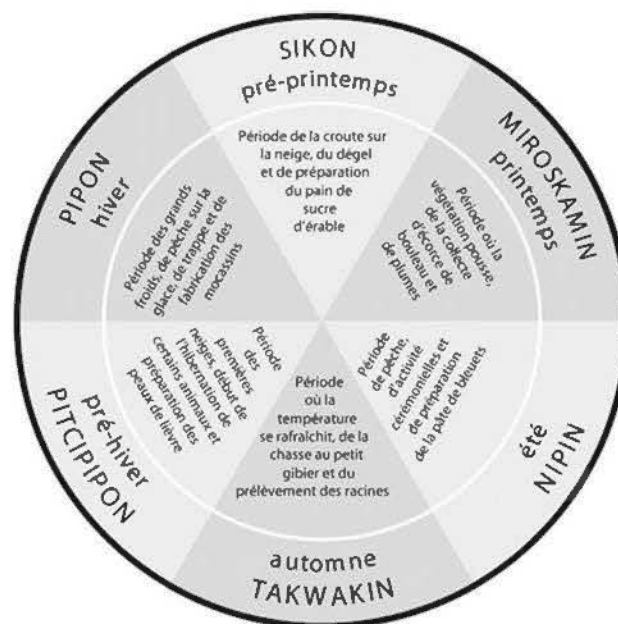 SIKON
pré-printemps
Période de la croute sur
la neige, du dégel
et de préparation
du pain de
sucre
d'érable
MIROSKAMIN
printemps
Période où la
végération pousse,
de la collecte
d'écorce de
bouleau et
de plumes
été
NIPIN
Période
de pêche,
d'activité
cérémonielles et
de préparation
de la pâte de bleuets
Période
où la
température
se rafraîchit, de la
chasse au petit
gibier et du
prélèvement des racines
automne
TAKWAKIN
pré-hiver
PITCIPIPON
Période
des
premières
neiges, début de
l'hibernation de
certains animaux et
préparation des
peaux de lièvre
PIPON
hiver
Période des grands
froids, de pêche sur la
glace, de trappe et de
fabrication des
mocassins